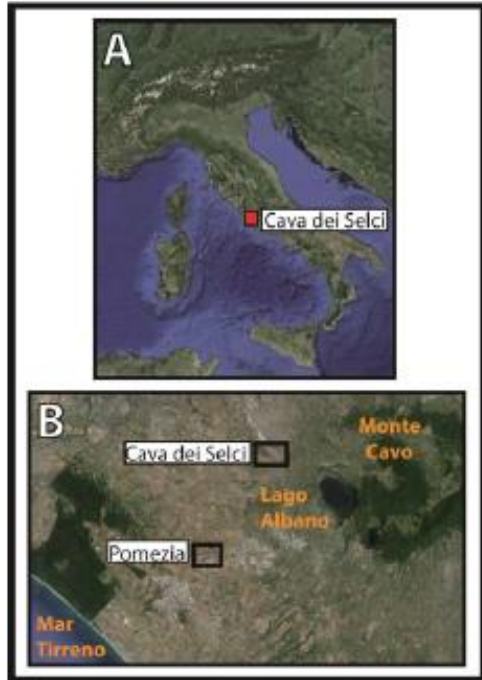 A
Cava dei Selci
B
Monte
Cavo
Cava dei Selci
Lago
Albano
Pomezia
Mar
Tirreno